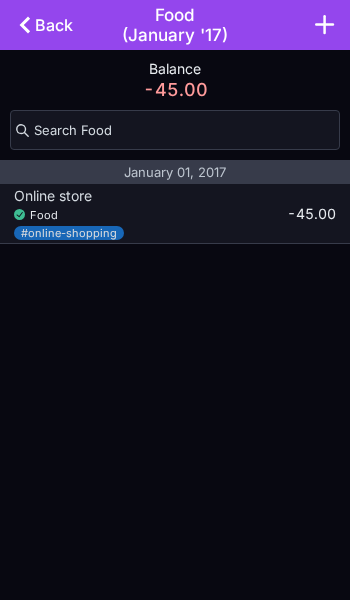 Back
Food
(January '17)
Balance
-45.00
Search Food
January 01, 2017
Online store
Food
-45.00
#online-shopping